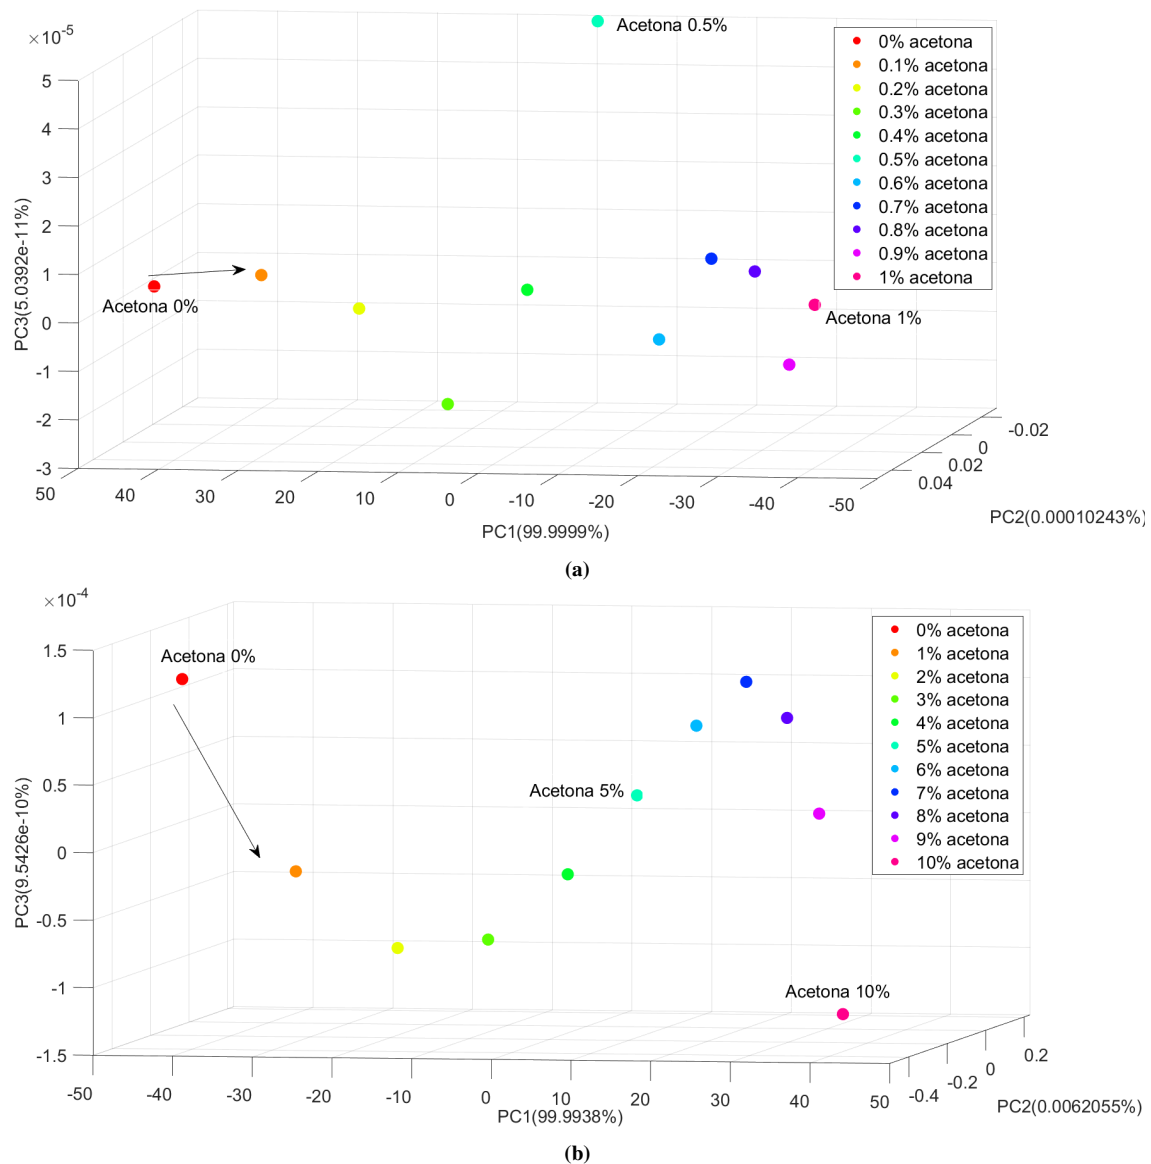 ×10-5
5
4
3
2
1
0
-1
-2
-3
PC3(5.0392e-11%)
Acetona 0.5%
Acetona 0%
Acetona 1%
0% acetona
0.1% acetona
0.2% acetona
0.3% acetona
0.4% acetona
0.5% acetona
0.6% acetona
0.7% acetona
0.8% acetona
0.9% acetona
1% acetona
50
40
30
20
10
0
-10
-20
-30
-40
-50
PC1(99.9999%)
-0.02
0
0.02
0.04
PC2(0.00010243%)
(a)
×10-4
1.5
1
0.5
0
-0.5
-1
-1.5
PC3(9.5426e-10%)
Acetona 0%
Acetona 5%
Acetona 10%
0% acetona
1% acetona
2% acetona
3% acetona
4% acetona
5% acetona
6% acetona
7% acetona
8% acetona
9% acetona
10% acetona
-50
-40
-30
-20
-10
0
10
20
30
40
50
PC1(99.9938%)
-0.4
-0.2
0
0.2
PC2(0.0062055%)
(b)